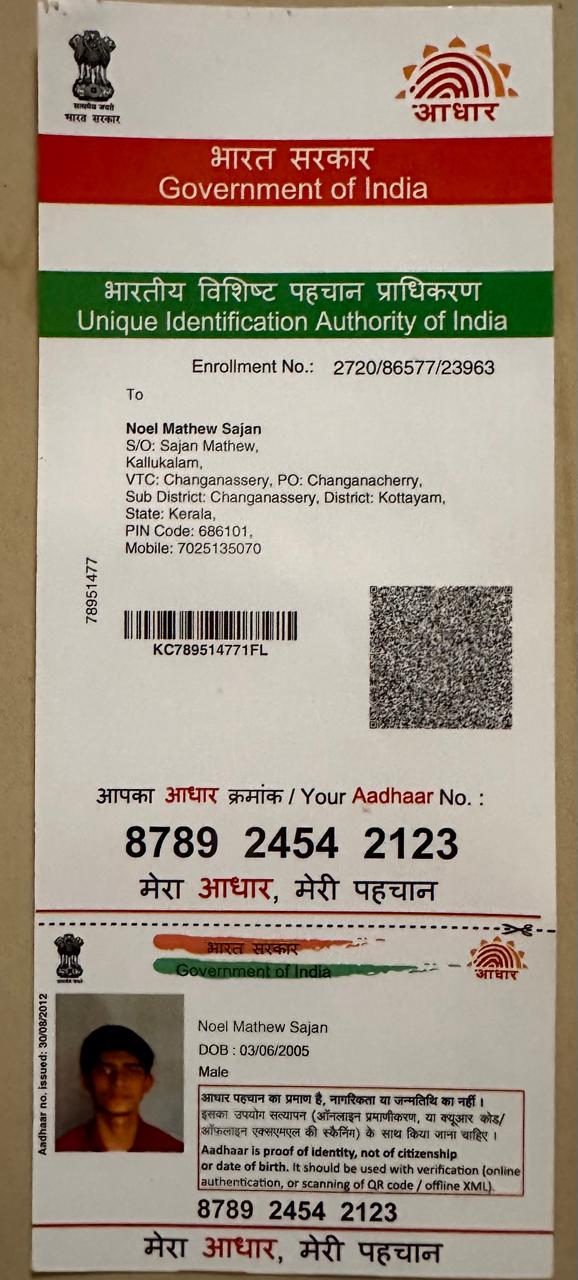 सत्यमेव जयते
भारत सरकार
आधार
भारत सरकार
Government of India
भारतीय विशिष्ट पहचान प्राधिकरण
Unique Identification Authority of India
Enrollment No.: 2720/86577/23963
To
Noel Mathew Sajan
S/O: Sajan Mathew,
Kallukalam,
VTC: Changanassery, PO: Changanacherry,
Sub District: Changanassery, District: Kottayam,
State: Kerala,
PIN Code: 686101,
Mobile: 7025135070
78951477
KC789514771FL
आपका आधार क्रमांक / Your Aadhaar No. :
8789 2454 2123
मेरा आधार, मेरी पहचान
भारत सरकार
Government of India
आधार
Aadhaar no. issued: 30/08/2012
Noel Mathew Sajan
DOB : 03/06/2005
Male
आधार पहचान का प्रमाण है, नागरिकता या जन्मतिथि का नहीं ।
इसका उपयोग सत्यापन (ऑनलाइन प्रमाणीकरण, या क्यूआर कोड/
ऑफ़लाइन एक्सएमएल की स्कैनिंग) के साथ किया जाना चाहिए ।
Aadhaar is proof of identity, not of citizenship
or date of birth. It should be used with verification (online
authentication, or scanning of QR code / offline XML).
8789 2454 2123
मेरा आधार, मेरी पहचान